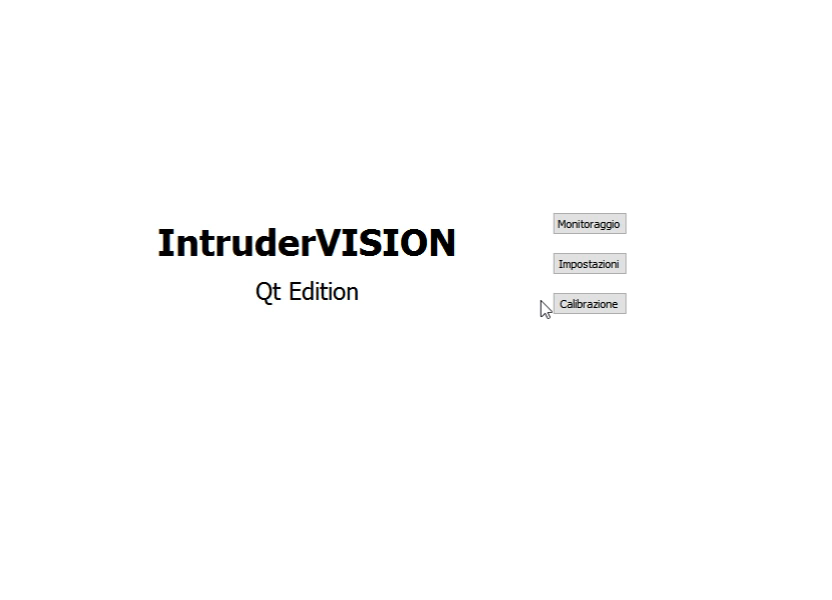 IntruderVISION
Qt Edition
Monitoraggio
Impostazioni
Calibrazione